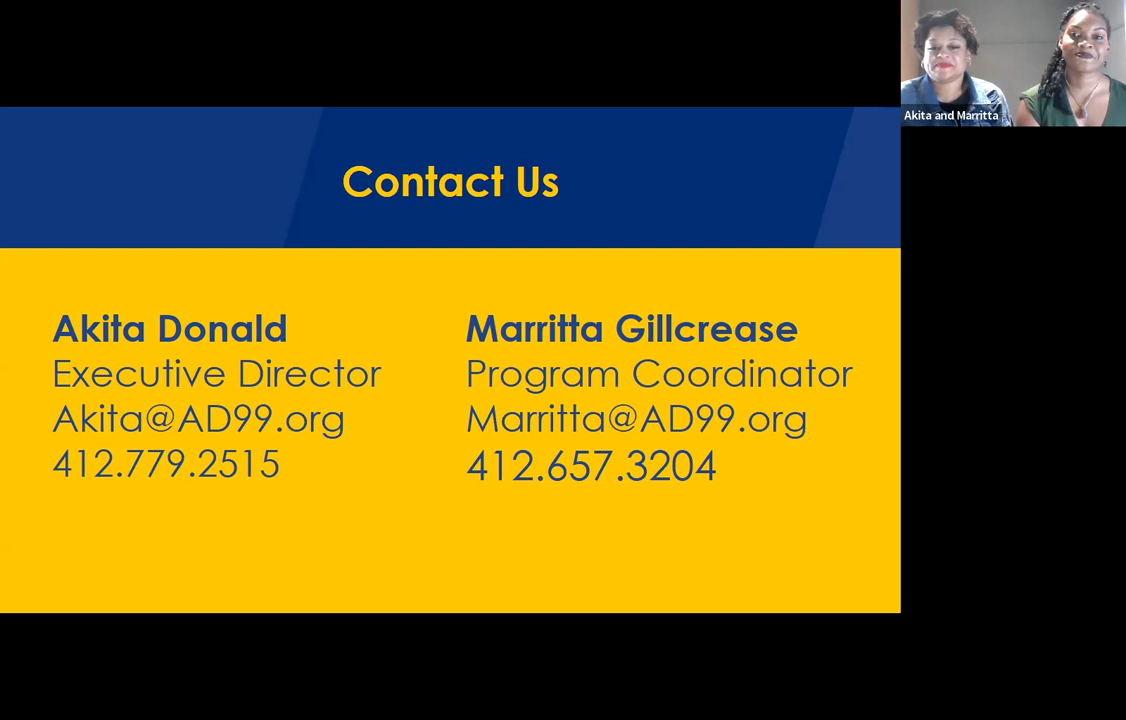 Akita and Marritta
Contact Us
Akita Donald
Executive Director
Akita@AD99.org
412.779.2515
Marritta Gillcrease
Program Coordinator
Marritta@AD99.org
412.657.3204